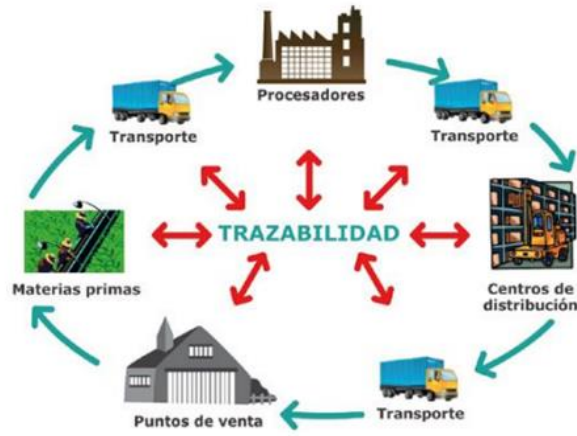 Procesadores
Transporte
Transporte
TRAZABILIDAD
Materias primas
Centros de
distribución
Transporte
Puntos de venta